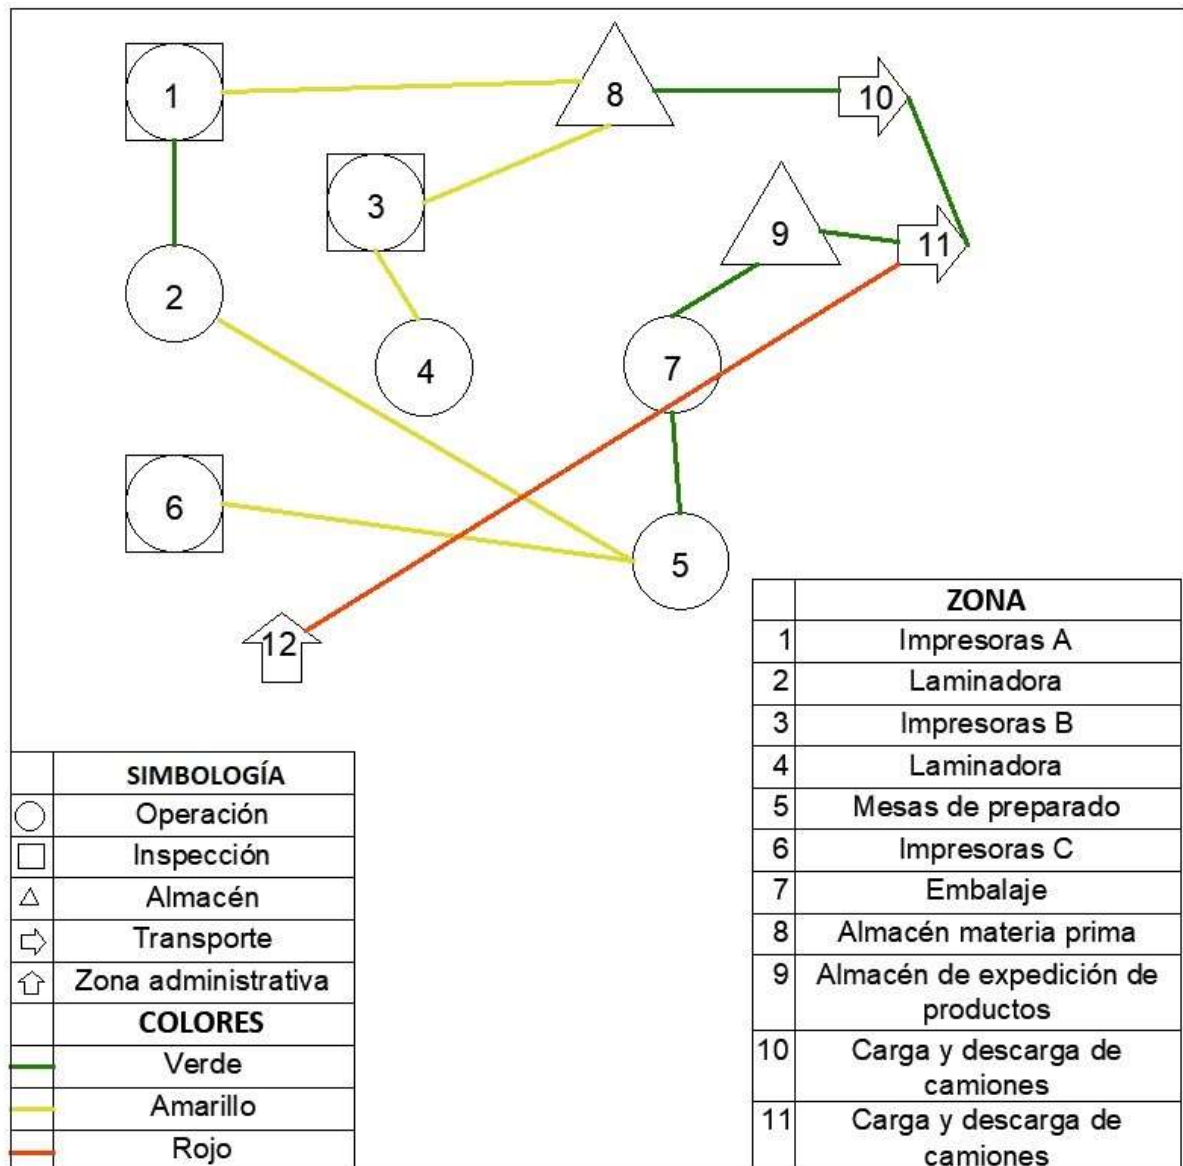 1
8
10
3
9
11
2
4
7
6
5
12
ZONA
1 Impresoras A
2 Laminadora
3 Impresoras B
4 Laminadora
5 Mesas de preparado
6 Impresoras C
7 Embalaje
8 Almacén materia prima
9 Almacén de expedición de
productos
10 Carga y descarga de
camiones
11 Carga y descarga de
camiones
SIMBOLOGÍA
Operación
Inspección
Almacén
Transporte
Zona administrativa
COLORES
Verde
Amarillo
Rojo